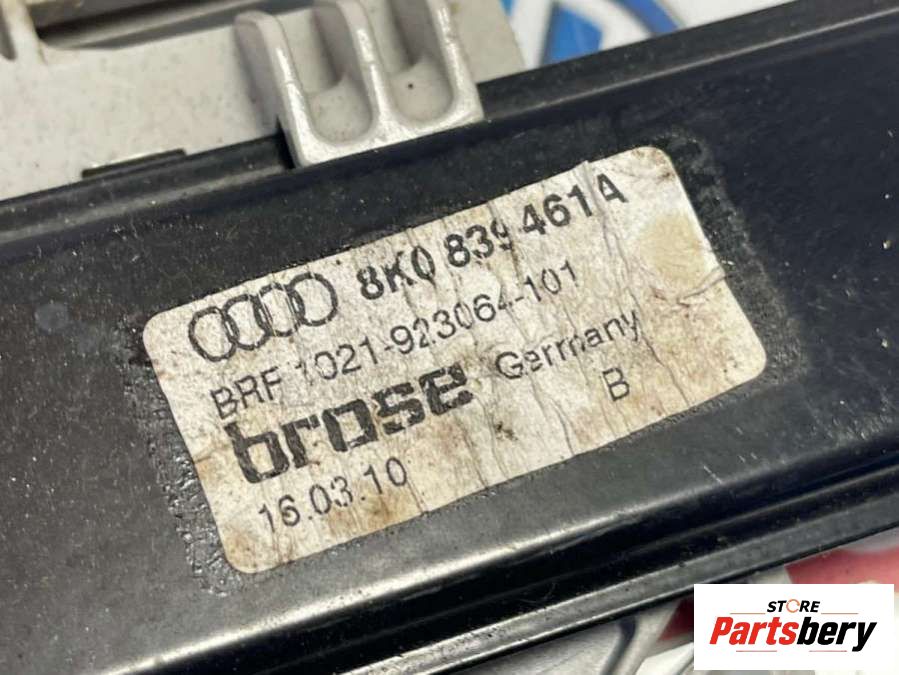 8K0 839 461 A
BRF 1021-923064-101
brose Germany
16.03.10 B
STORE
Partsbery